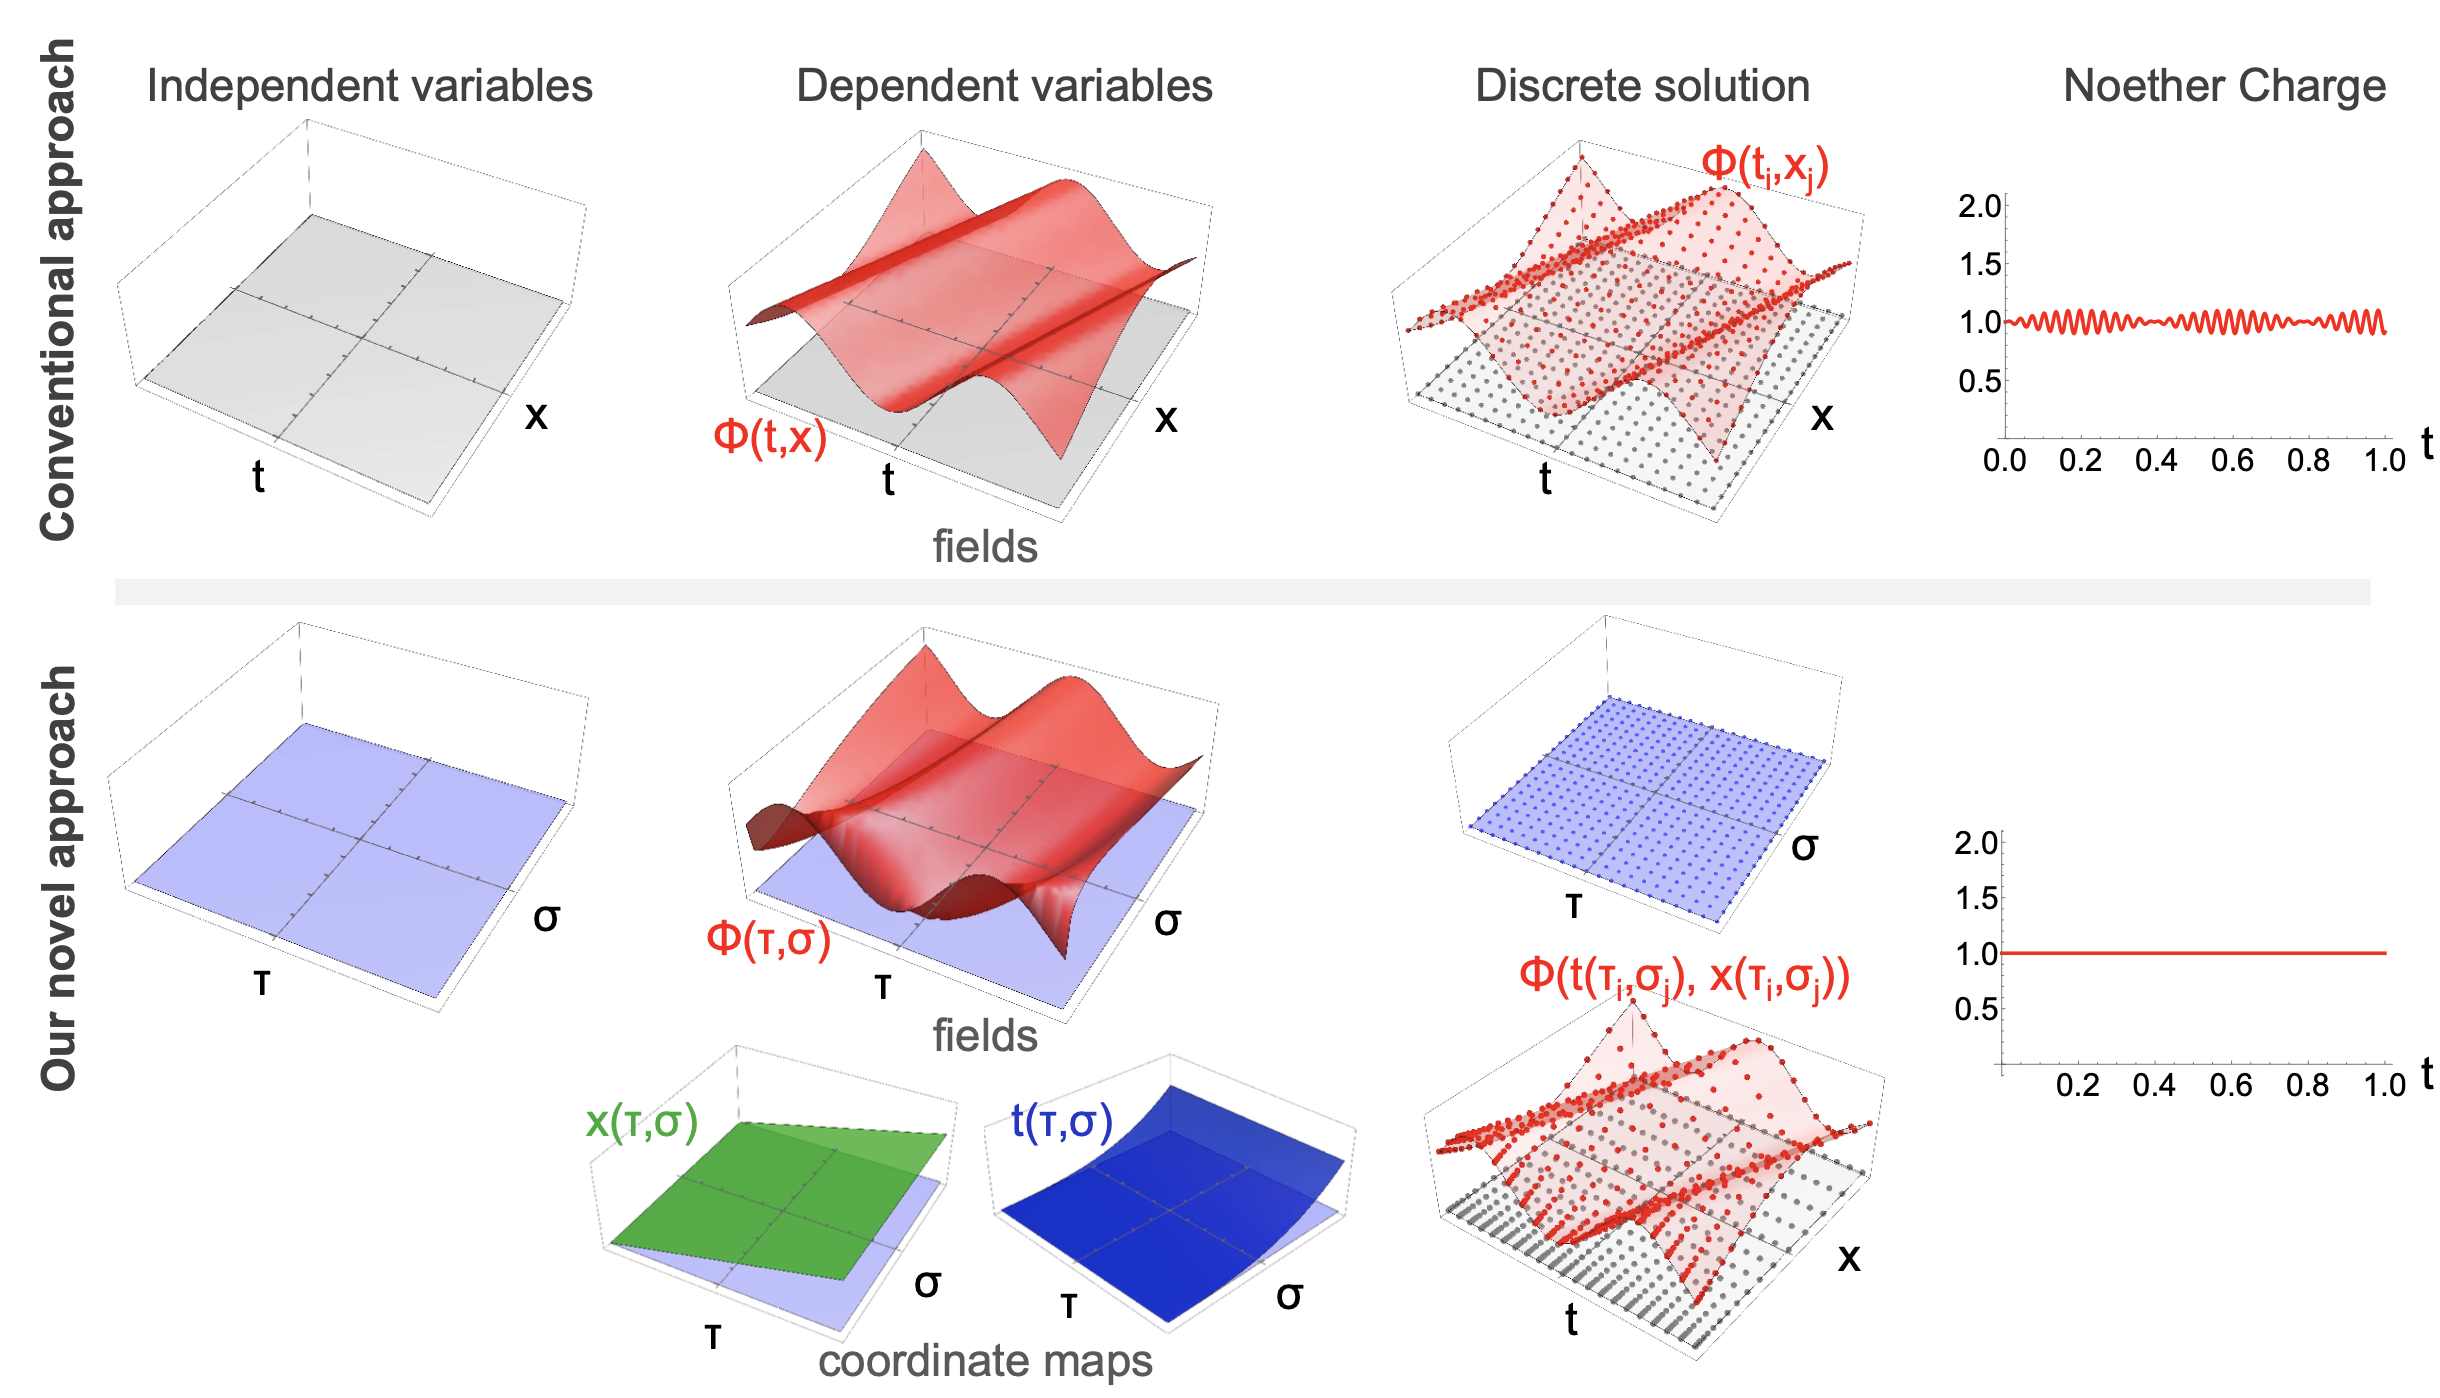 Conventional approach
Independent variables
Dependent variables
Discrete solution
Noether Charge
t
x
Φ(t,x)
t
x
fields
Φ(tᵢ,xⱼ)
t
x
2.0
1.5
1.0
0.5
0.0 0.2 0.4 0.6 0.8 1.0 t
Our novel approach
τ
σ
Φ(τ,σ)
τ
σ
fields
x(τ,σ)
τ
σ
t(τ,σ)
τ
σ
coordinate maps
τ
σ
Φ(t(τᵢ,σⱼ), x(τᵢ,σⱼ))
t
x
2.0
1.5
1.0
0.5
0.2 0.4 0.6 0.8 1.0 t